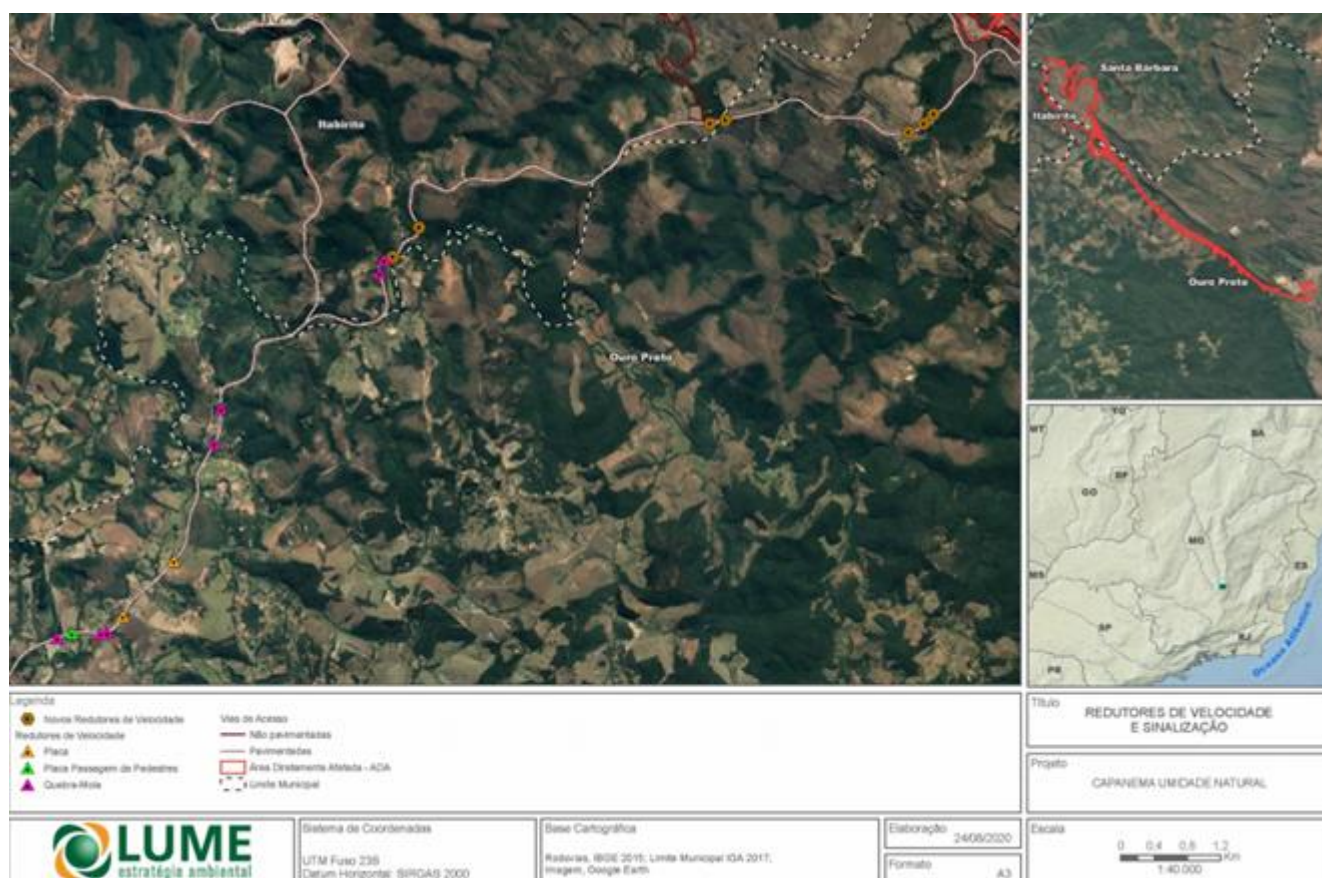 Itabirito
Ouro Preto
Santa Bárbara
Itabirito
Ouro Preto
TO
MT
BA
DF
GO
MG
ES
MS
SP
RJ
PR
Oceano Atlântico
Legenda
Novos Redutores de Velocidade
Redutores de Velocidade
Placa
Placa Passagem de Pedestres
Quebra-Mola
Vias de Acesso
Não pavimentadas
Pavimentadas
Área Diretamente Afetada - ADA
Limite Municipal
Título
REDUTORES DE VELOCIDADE
E SINALIZAÇÃO
Projeto
CAPANEMA UMIDADE NATURAL
LUME
estratégia ambiental
Sistema de Coordenadas
UTM Fuso 23S
Datum Horizontal: SIRGAS 2000
Base Cartográfica
Rodovias, IBGE 2015; Limite Municipal IGA 2017;
Imagem, Google Earth
Elaboração
24/08/2020
Formato
A3
Escala
0 0,4 0,8 1,2
Km
1:40.000